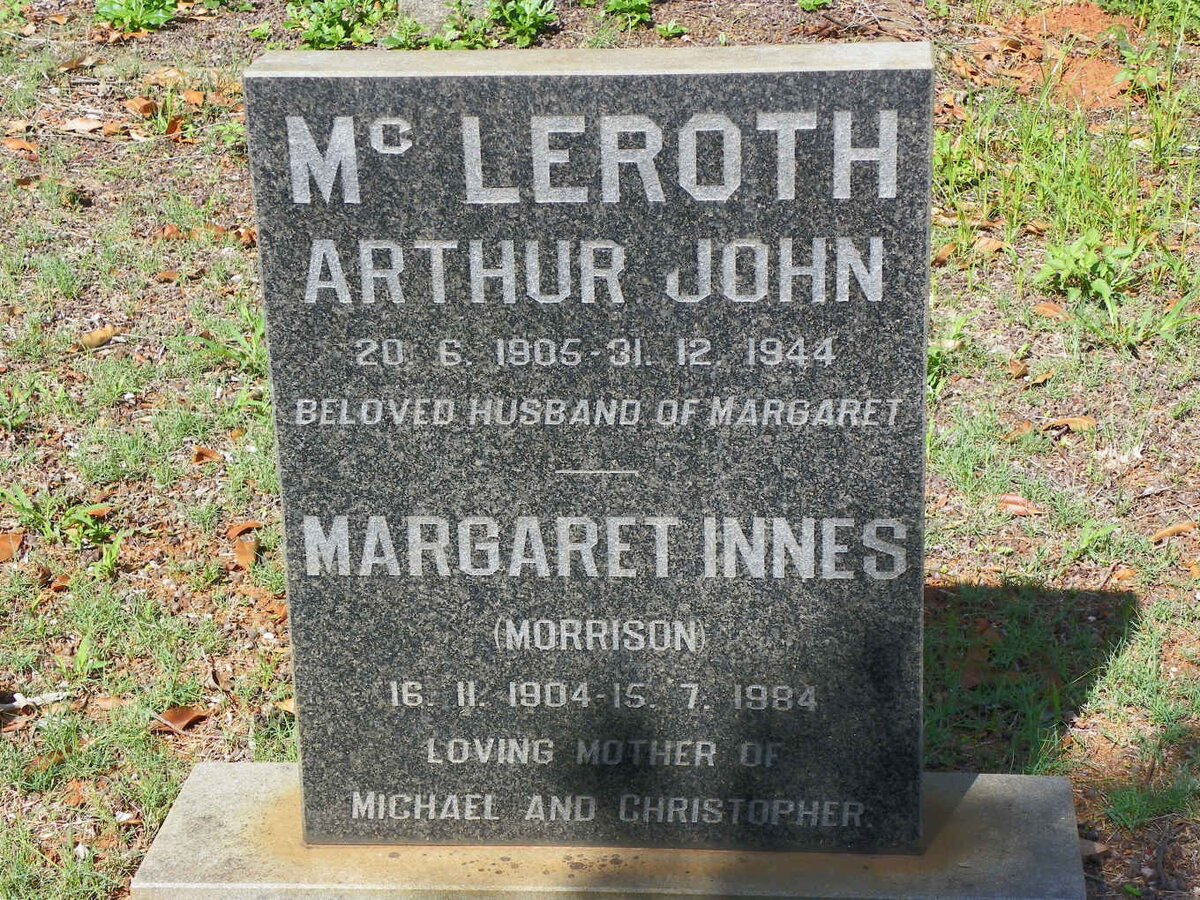 Mc LEROTH
ARTHUR JOHN
20. 6. 1905-31. 12. 1944
BELOVED HUSBAND OF MARGARET
MARGARET INNES
(MORRISON)
16. 11. 1904-15. 7. 1984
LOVING MOTHER OF
MICHAEL AND CHRISTOPHER.